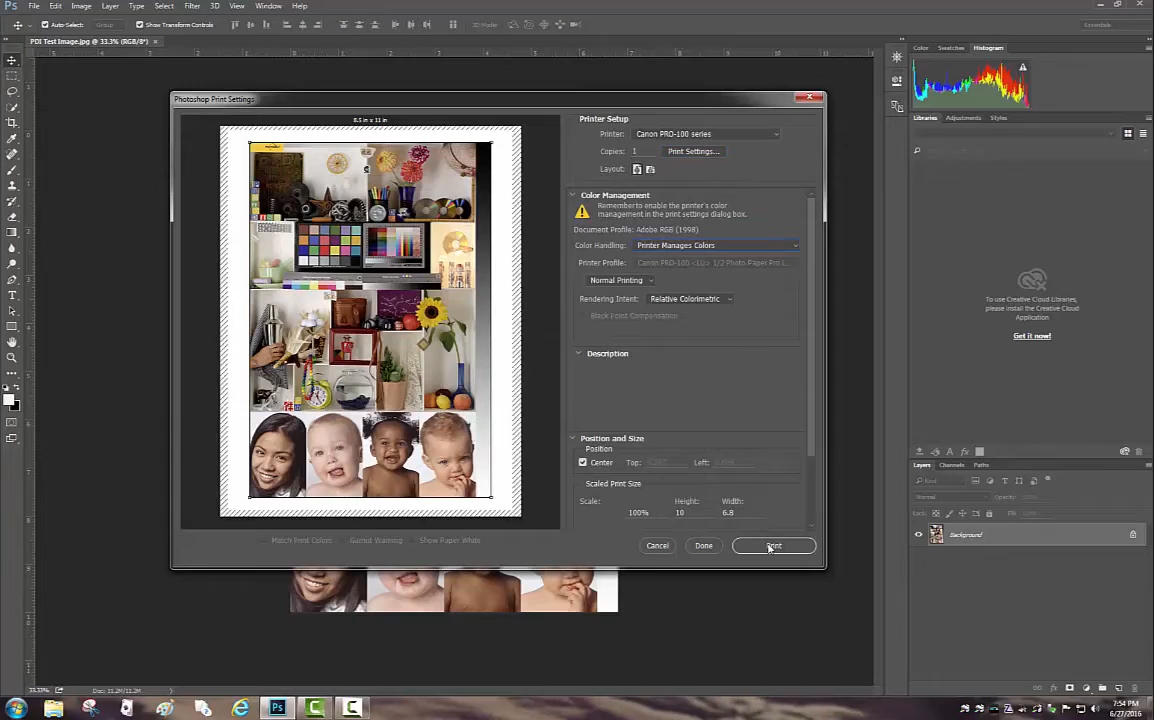 Ps File Edit Image Layer Type Select Filter 3D View Window Help
Auto-Select: Group Show Transform Controls 3D Mode: Essentials
PDI Test Image.jpg @ 33.3% (RGB/8*) ×
Color Swatches Histogram
Libraries Adjustments Styles
To use Creative Cloud Libraries,
please install the Creative Cloud
Application
Get it now!
Layers Channels Paths
Kind
Normal Opacity:
Lock: Fill:
Background
Photoshop Print Settings
8.5 in x 11 in
Printer Setup
Printer: Canon PRO-100 series
Copies: 1 Print Settings...
Layout:
Color Management
Remember to enable the printer's color
management in the print settings dialog box.
Document Profile: Adobe RGB (1998)
Color Handling: Printer Manages Colors
Printer Profile: Canon PRO-100 <LU> 1/2 Photo Paper Pro L...
Normal Printing
Rendering Intent: Relative Colorimetric
Black Point Compensation
Description
Position and Size
Position
Center Top: Left:
Scaled Print Size
Scale: Height: Width:
100% 10 6.8
Match Print Colors Gamut Warning Show Paper White
Cancel Done Print
33.33% Doc: 11.2M/11.2M
Ps
7:54 PM
6/27/2016